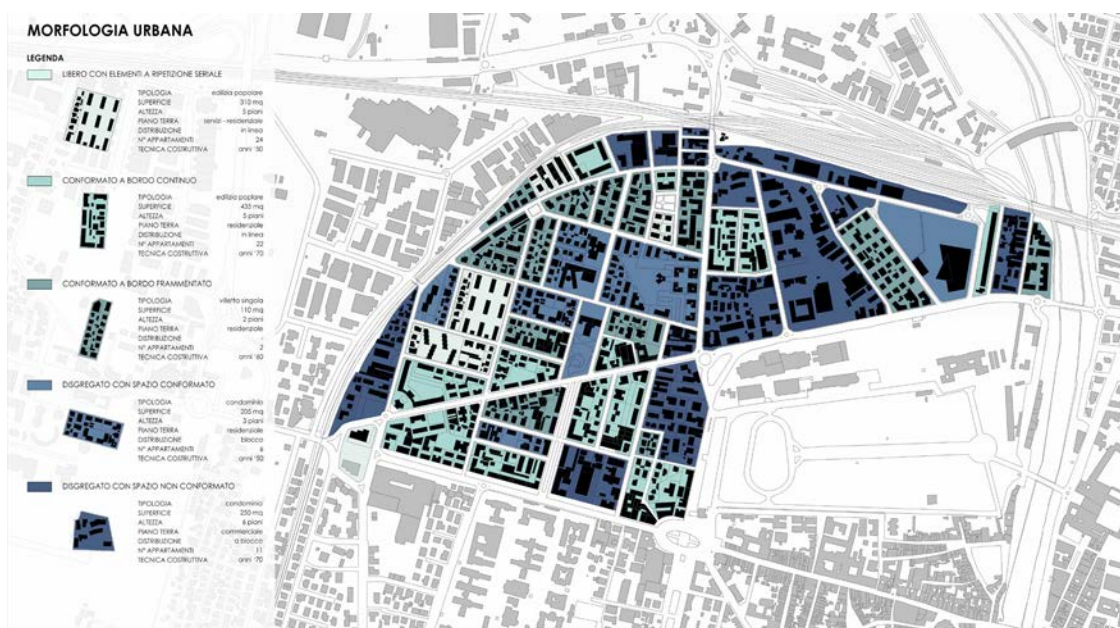 MORFOLOGIA URBANA
LEGENDA
LIBERO CON ELEMENTI A RIPETIZIONE SERIALE
TIPOLOGIA edilizia popolare
SUPERFICIE 310 mq
ALTEZZA 5 piani
PIANO TERRA servizi - residenziale
DISTRIBUZIONE in linea
N° APPARTAMENTI 24
TECNICA COSTRUTTIVA anni '50
CONFORMATO A BORDO CONTINUO
TIPOLOGIA edilizia poplare
SUPERFICIE 435 mq
ALTEZZA 5 piani
PIANO TERRA residenziale
DISTRIBUZIONE in linea
N° APPARTAMENTI 22
TECNICA COSTRUTTIVA anni '70
CONFORMATO A BORDO FRAMMENTATO
TIPOLOGIA villetta singola
SUPERFICIE 110 mq
ALTEZZA 2 piani
PIANO TERRA residenziale
DISTRIBUZIONE -
N° APPARTAMENTI 2
TECNICA COSTRUTTIVA anni '60
DISGREGATO CON SPAZIO CONFORMATO
TIPOLOGIA condominio
SUPERFICIE 205 mq
ALTEZZA 3 piani
PIANO TERRA residenziale
DISTRIBUZIONE blocco
N° APPARTAMENTI 6
TECNICA COSTRUTTIVA anni '50
DISGREGATO CON SPAZIO NON CONFORMATO
TIPOLOGIA condominio
SUPERFICIE 250 mq
ALTEZZA 6 piani
PIANO TERRA commerciale
DISTRIBUZIONE a blocco
N° APPARTAMENTI 11
TECNICA COSTRUTTIVA anni '70